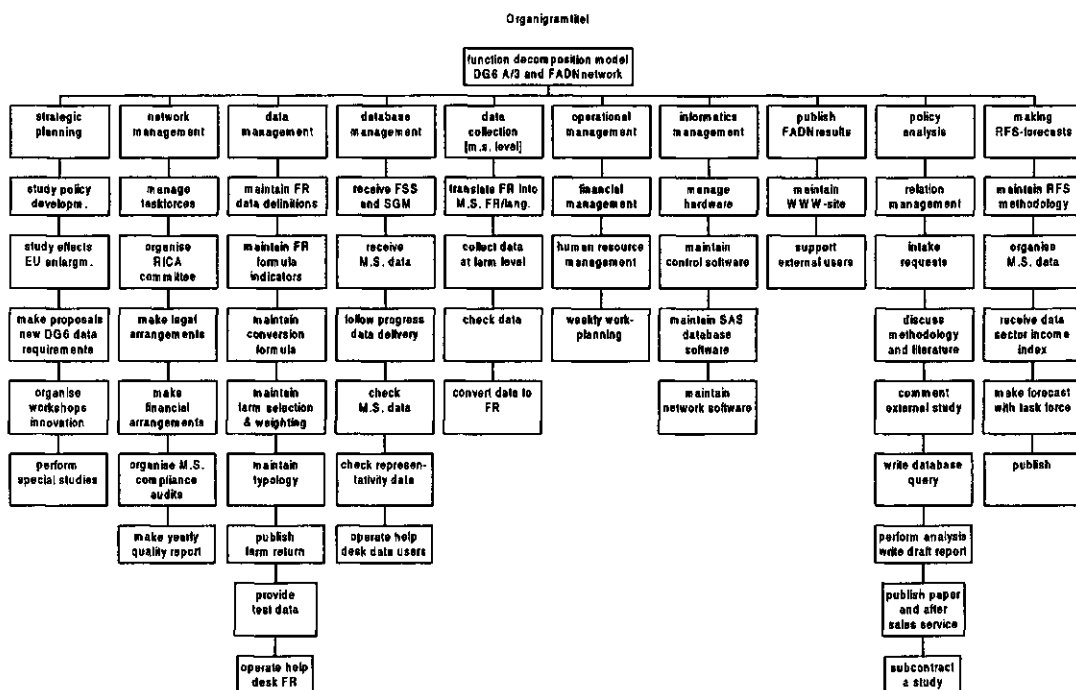 Organigramtitel
function decomposition model
DG6 A/3 and FADN network
strategic
planning
network
management
data
management
database
management
data
collection
[m.s. level]
operational
management
informatics
management
publish
FADN results
policy
analysis
making
RFS-forecasts
study policy
developm.
manage
taskforces
maintain FR
data definitions
receive FSS
and SGM
translate FR into
M.S. FR/lang.
financial
management
manage
hardware
maintain
WWW-site
relation
management
maintain RFS
methodology
study effects
EU enlargm.
organise
RICA
committee
maintain FR
formula
indicators
receive
M.S. data
collect data
at farm level
human resource
management
maintain
control software
support
external users
intake
requests
organise
M.S. data
make proposals
new DG6 data
requirements
make legal
arrangements
maintain
conversion
formula
follow progress
data delivery
check data
weekly work-
planning
maintain SAS
database
software
discuss
methodology
and literature
receive data
sector income
index
organise
workshops
innovation
make
financial
arrangements
maintain
farm selection
& weighting
check
M.S. data
convert data to
FR
maintain
network software
comment
external study
make forecast
with task force
perform
special studies
organise M.S.
compliance
audits
maintain
typology
check represen-
tativity data
write database
query
publish
make yearly
quality report
publish
farm return
operate help
desk data users
perform analysis
write draft report
provide
test data
publish paper
and after
sales service
operate help
desk FR
subcontract
a study